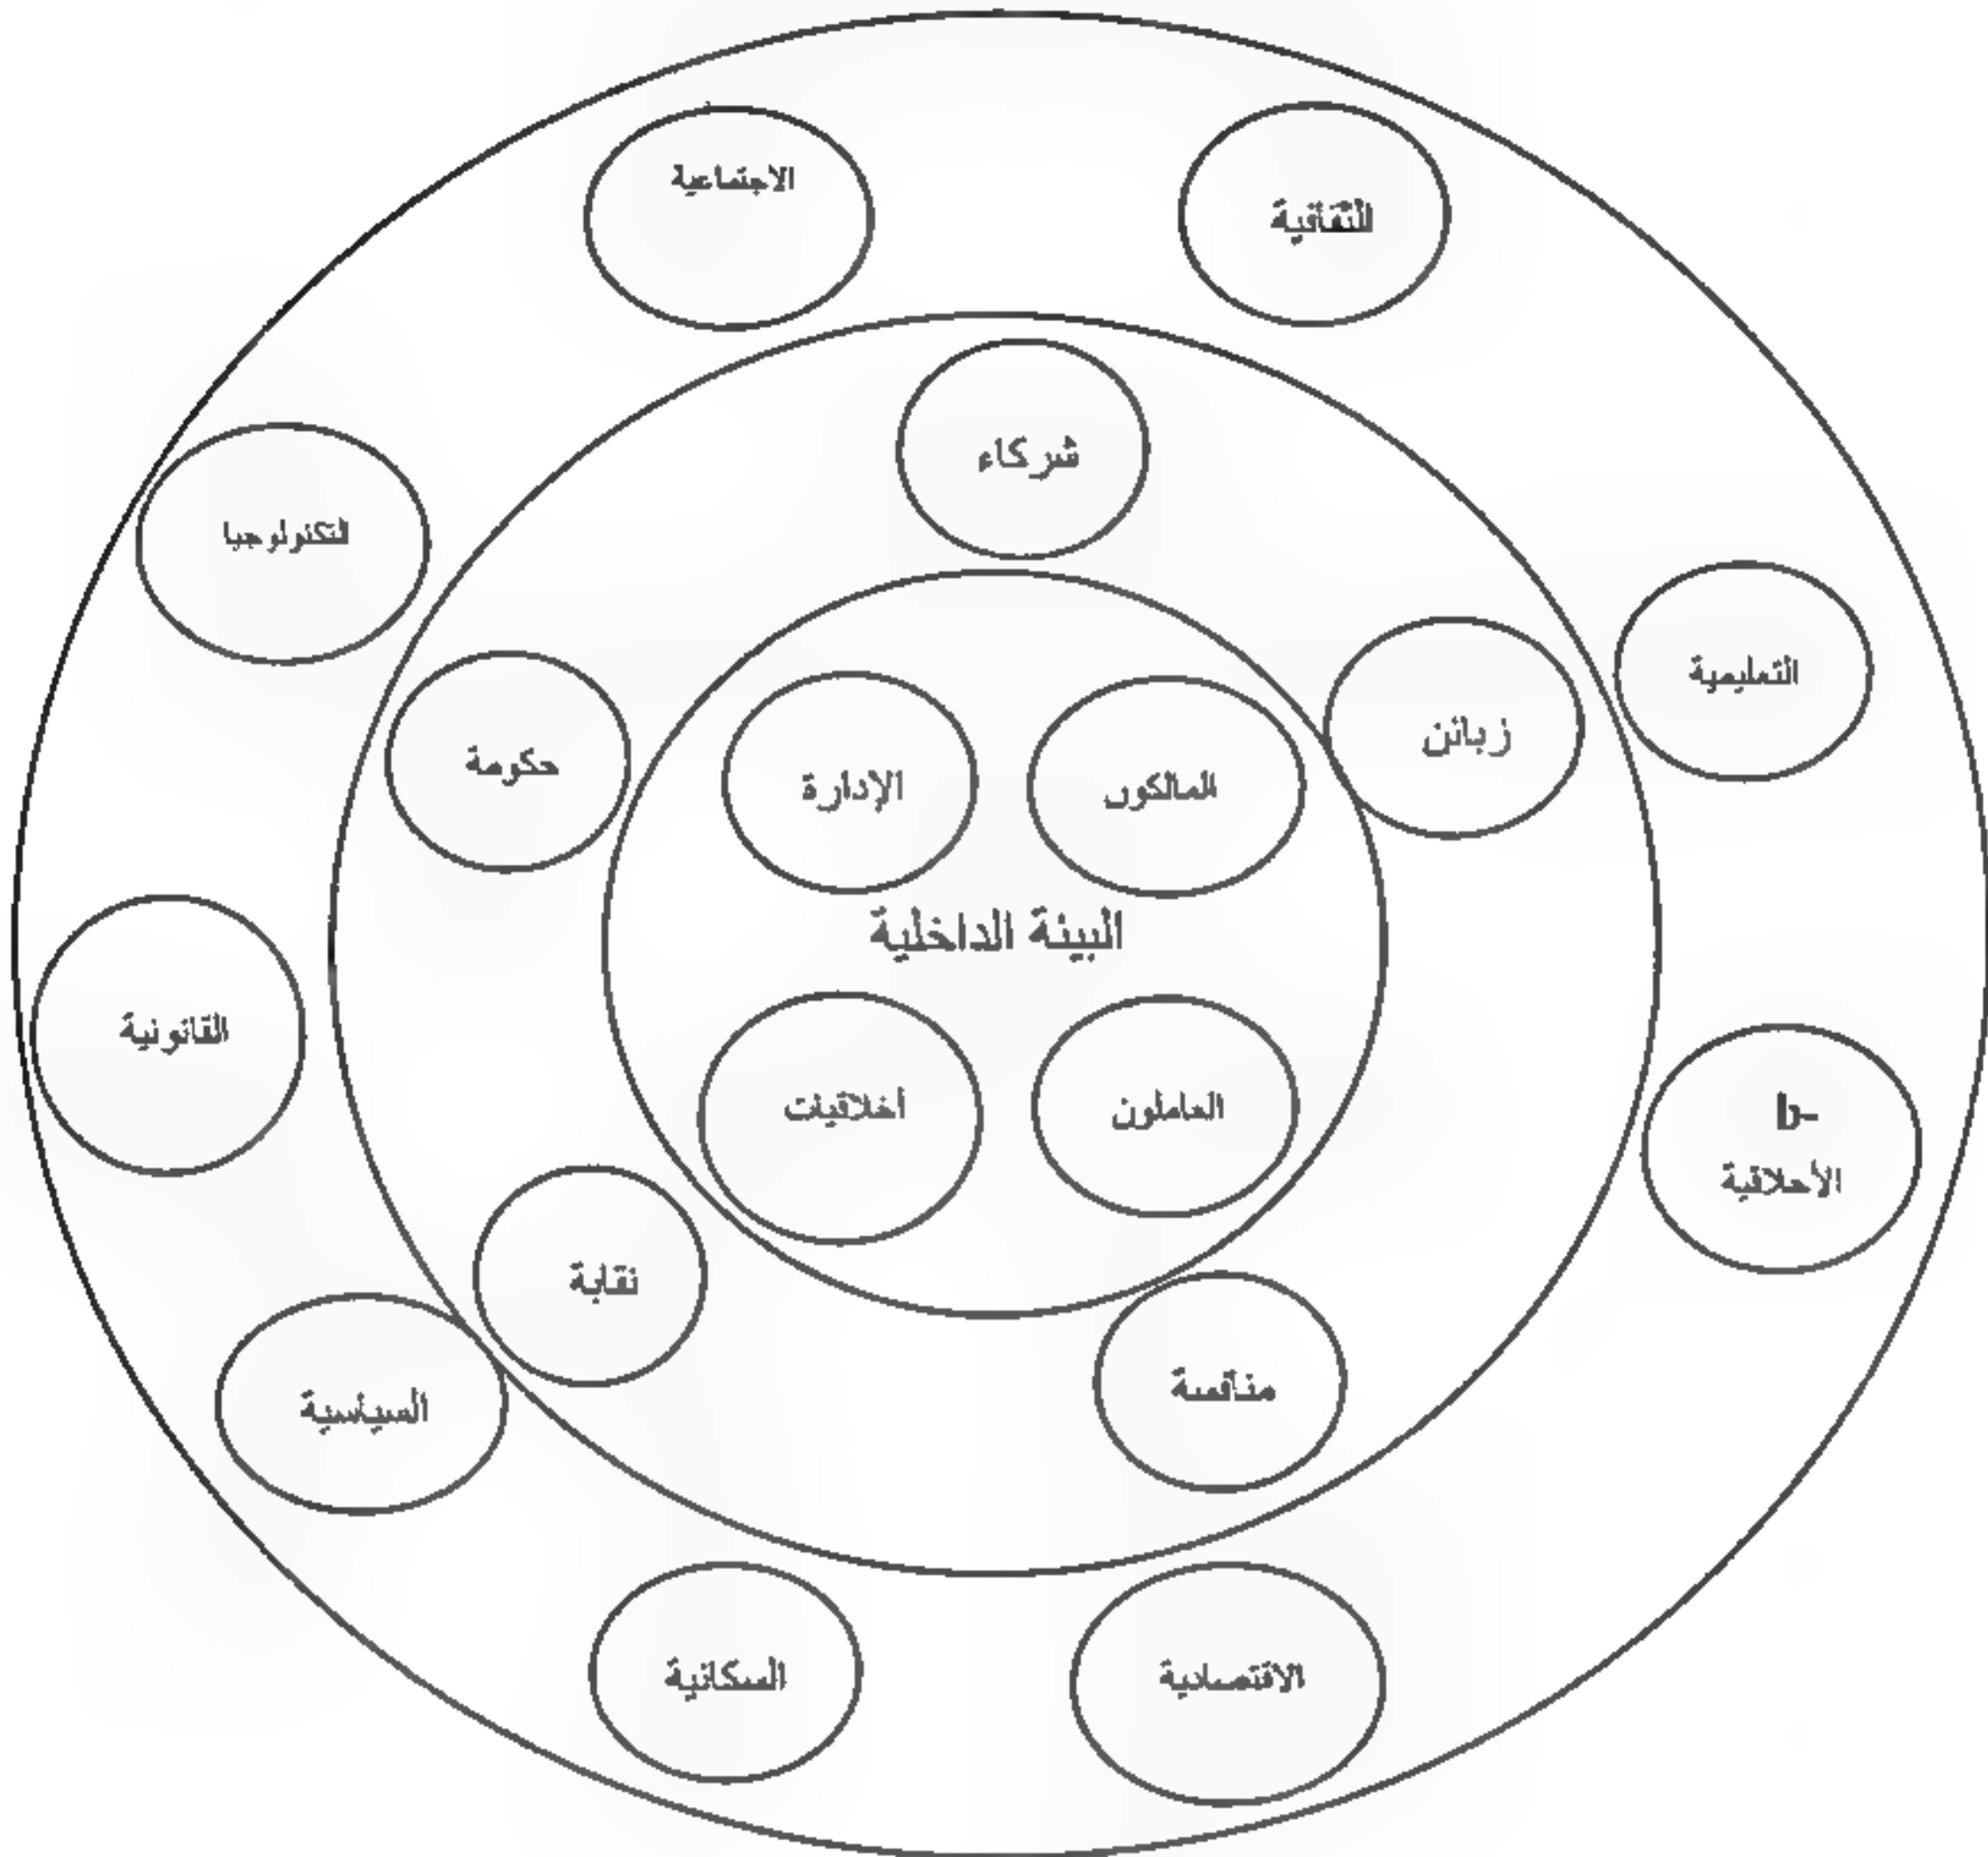 الثقافية
الاجتماعية
شركاء
التكنولوجيا
التعليمية
زبائن
حكومة
المالكون
الإدارة
البيئة الداخلية
القانونية
العاملون
أخلاقيات
b-
الأخلاقية
نقابة
منافسة
السياسية
الاقتصادية
السكانية